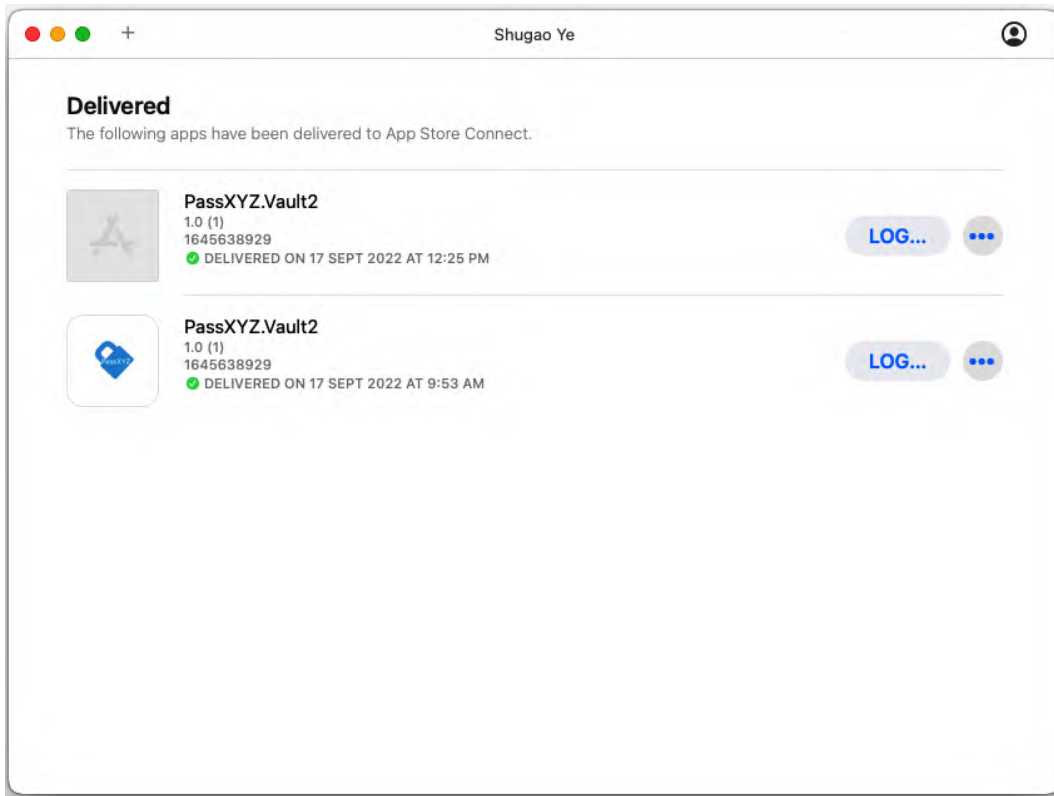 Shugao Ye
Delivered
The following apps have been delivered to App Store Connect.
PassXYZ.Vault2
1.0 (1)
1645638929
DELIVERED ON 17 SEPT 2022 AT 12:25 PM
LOG...
PassXYZ
PassXYZ.Vault2
1.0 (1)
1645638929
DELIVERED ON 17 SEPT 2022 AT 9:53 AM
LOG...